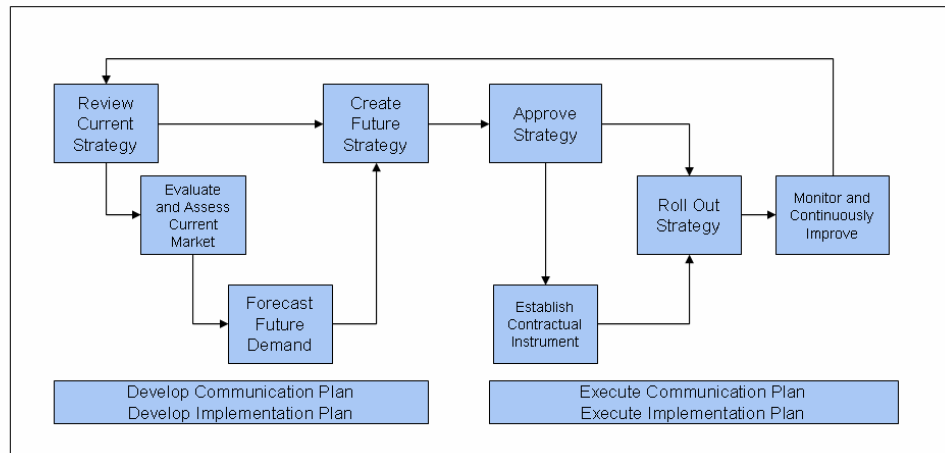 Review
Current
Strategy
Create
Future
Strategy
Approve
Strategy
Evaluate
and Assess
Current
Market
Roll Out
Strategy
Monitor and
Continuously
Improve
Forecast
Future
Demand
Establish
Contractual
Instrument
Develop Communication Plan
Develop Implementation Plan
Execute Communication Plan
Execute Implementation Plan